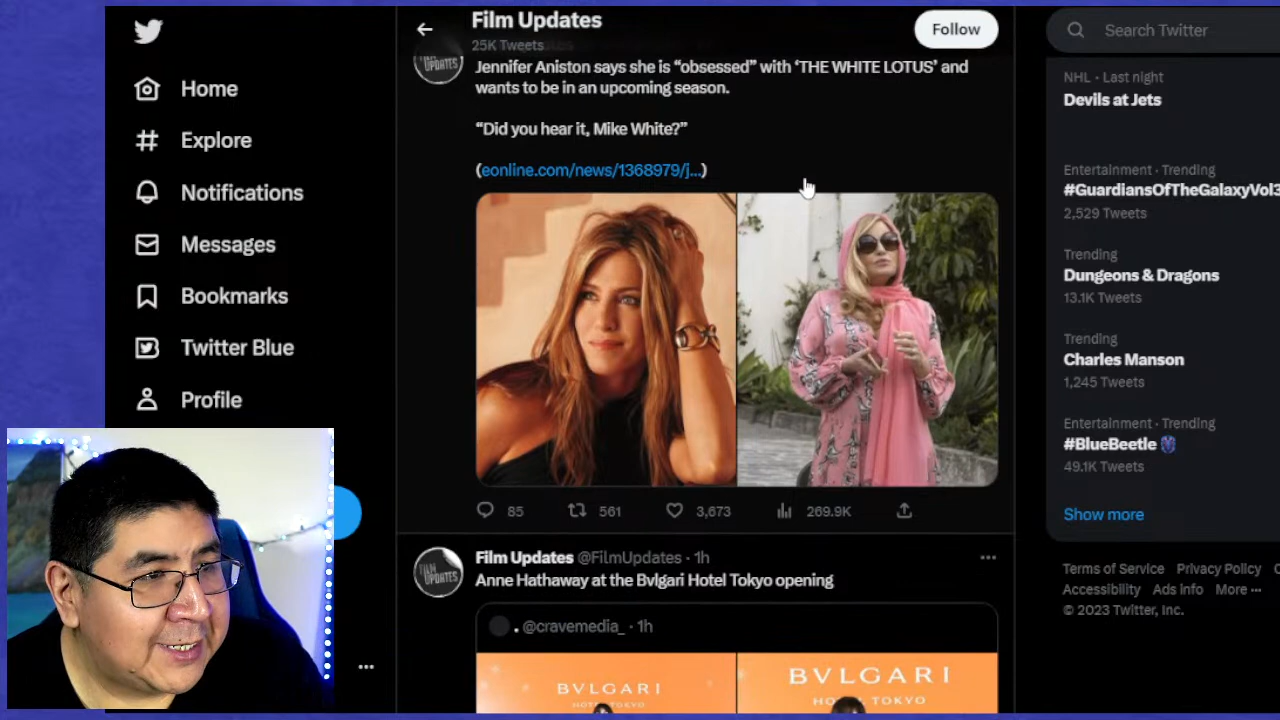 Home
Explore
Notifications
Messages
Bookmarks
Twitter Blue
Profile
Film Updates
25K Tweets
Follow
UPDATES
Jennifer Aniston says she is “obsessed” with ‘THE WHITE LOTUS’ and
wants to be in an upcoming season.
“Did you hear it, Mike White?”
(eonline.com/news/1368979/j...)
85
561
3,673
269.9K
Film Updates @FilmUpdates · 1h
Anne Hathaway at the Bvlgari Hotel Tokyo opening
. @cravemedia_ · 1h
BVLGARI
HOTEL TOKYO
BVLGARI
HOTEL TOKYO
Search Twitter
NHL · Last night
Devils at Jets
Entertainment · Trending
#GuardiansOfTheGalaxyVol3
2,529 Tweets
Trending
Dungeons & Dragons
13.1K Tweets
Trending
Charles Manson
1,245 Tweets
Entertainment · Trending
#BlueBeetle
49.1K Tweets
Show more
Terms of Service Privacy Policy
Accessibility Ads info More ...
© 2023 Twitter, Inc.